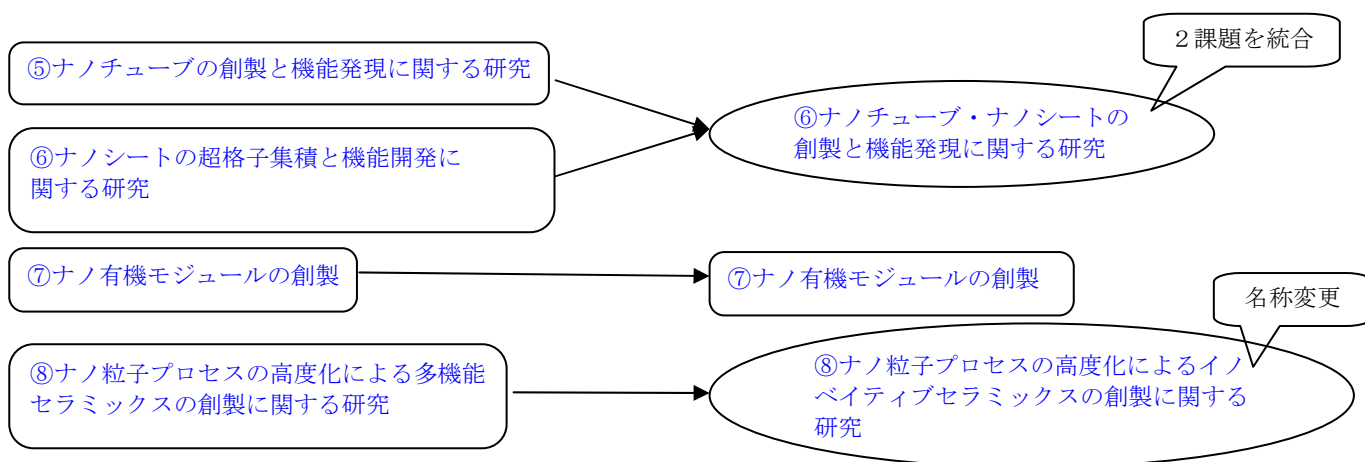 ２課題を統合
⑤ナノチューブの創製と機能発現に関する研究
⑥ナノチューブ・ナノシートの
創製と機能発現に関する研究
⑥ナノシートの超格子集積と機能開発に
関する研究
⑦ナノ有機モジュールの創製
⑦ナノ有機モジュールの創製
名称変更
⑧ナノ粒子プロセスの高度化による多機能
セラミックスの創製に関する研究
⑧ナノ粒子プロセスの高度化によるイノ
ベイティブセラミックスの創製に関する
研究